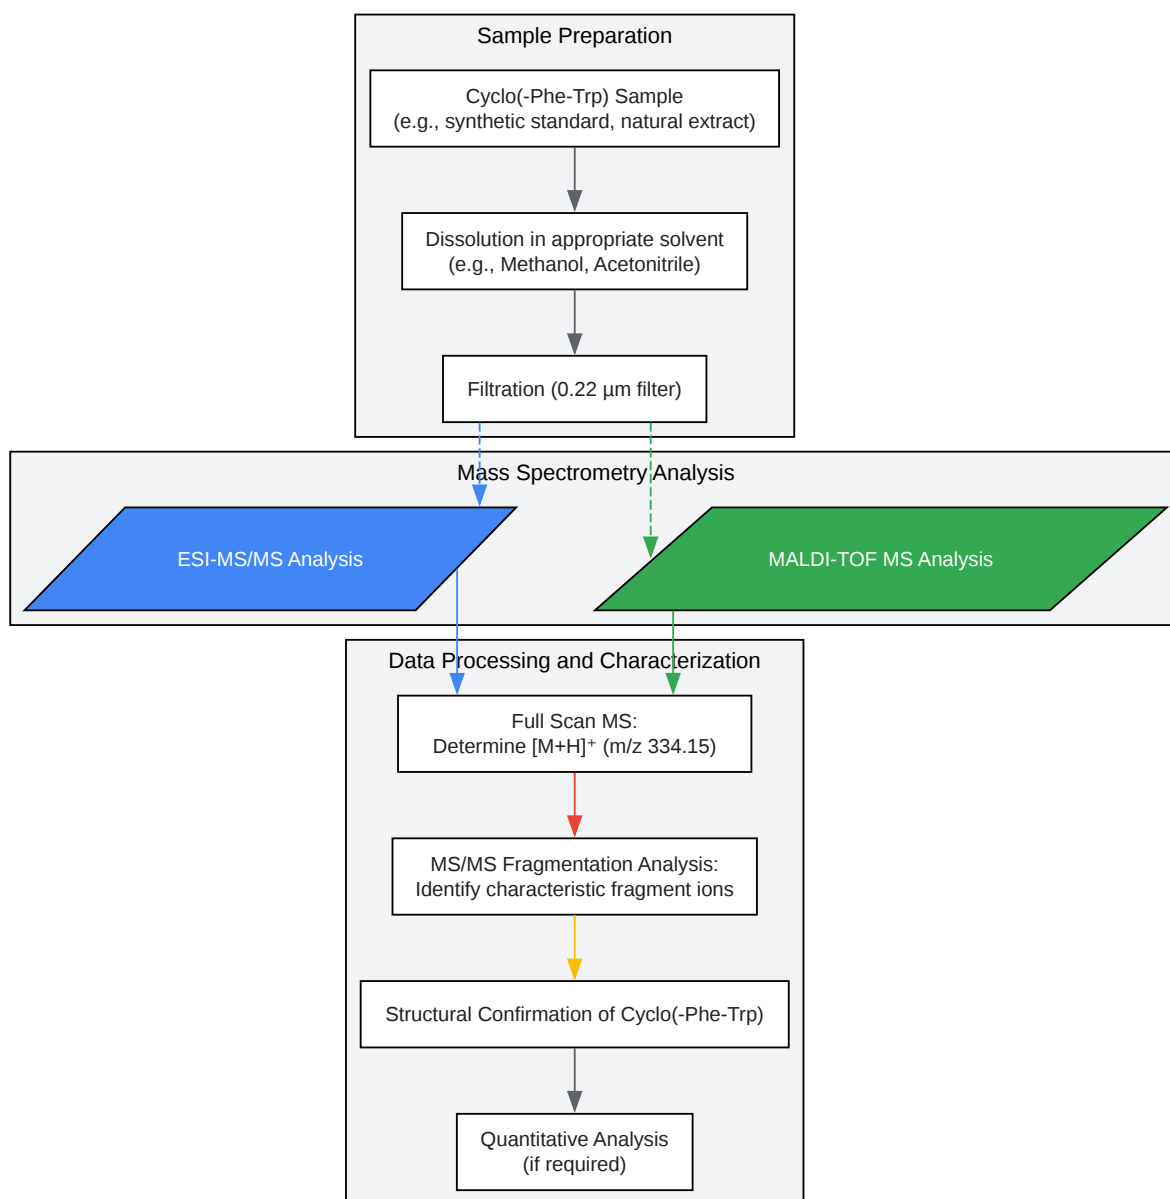 Sample Preparation
Cyclo(-Phe-Trp) Sample
(e.g., synthetic standard, natural extract)
Dissolution in appropriate solvent
(e.g., Methanol, Acetonitrile)
Filtration (0.22 µm filter)
Mass Spectrometry Analysis
ESI-MS/MS Analysis
MALDI-TOF MS Analysis
Data Processing and Characterization
Full Scan MS:
Determine [M+H]⁺ (m/z 334.15)
MS/MS Fragmentation Analysis:
Identify characteristic fragment ions
Structural Confirmation of Cyclo(-Phe-Trp)
Quantitative Analysis
(if required)